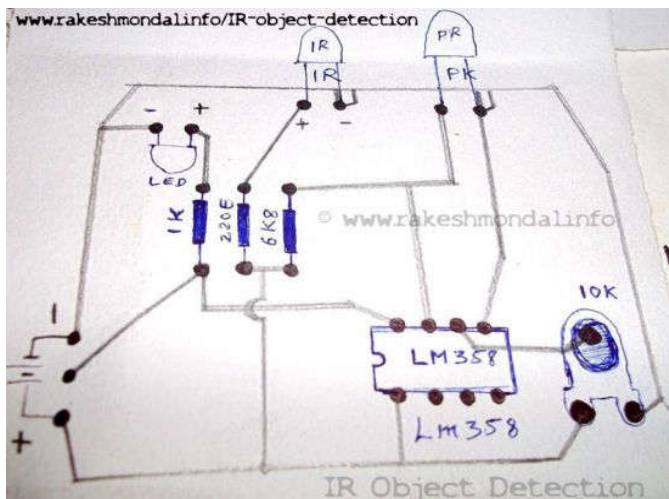 www.rakeshmondalinfo/IR-object-detection
IR
PR
IR
PR
+ -
- +
LED
1K
220E
6K8
© www.rakeshmondalinfo
10K
-
LM358
+
Lm358
IR Object Detection